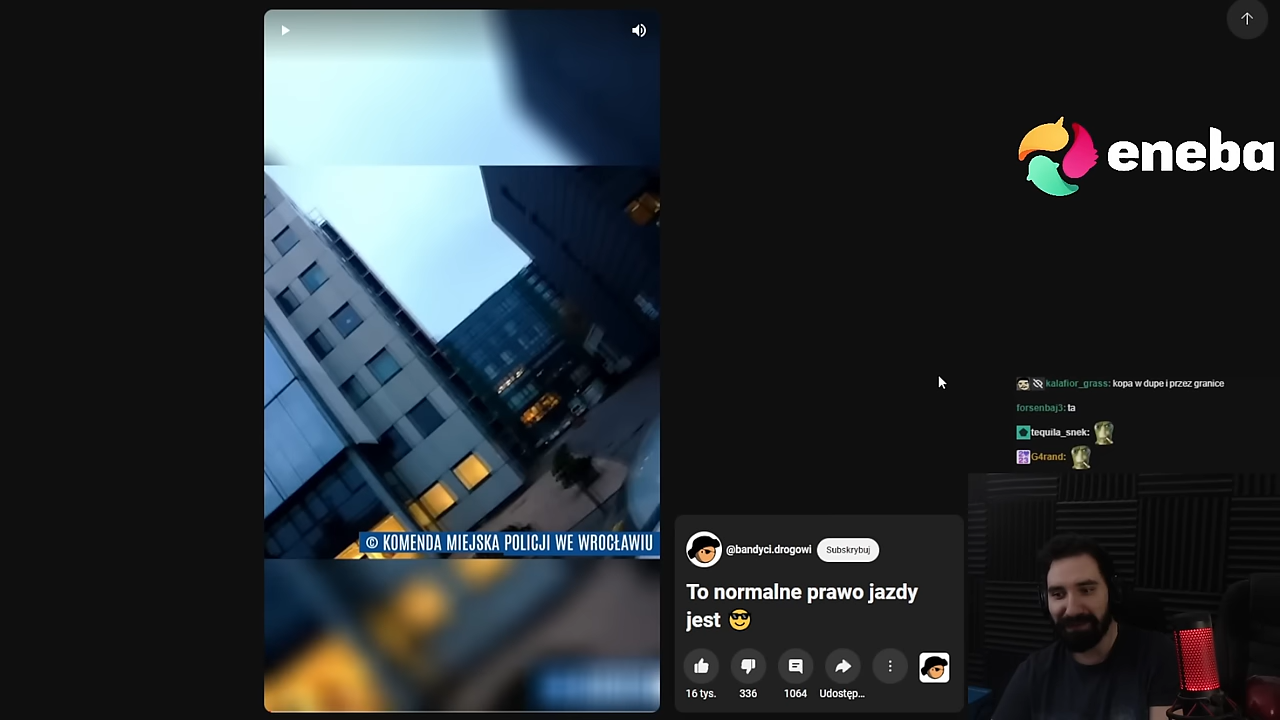 eneba
kalafior_grass: kopa w dupe i przez granice
forsenbaj3: ta
tequila_snek:
G4rand:
© KOMENDA MIEJSKA POLICJI WE WROCŁAWIU
@bandyci.drogowi
Subskrybuj
To normalne prawo jazdy
jest 😎
16 tys.
336
1064
Udostęp...